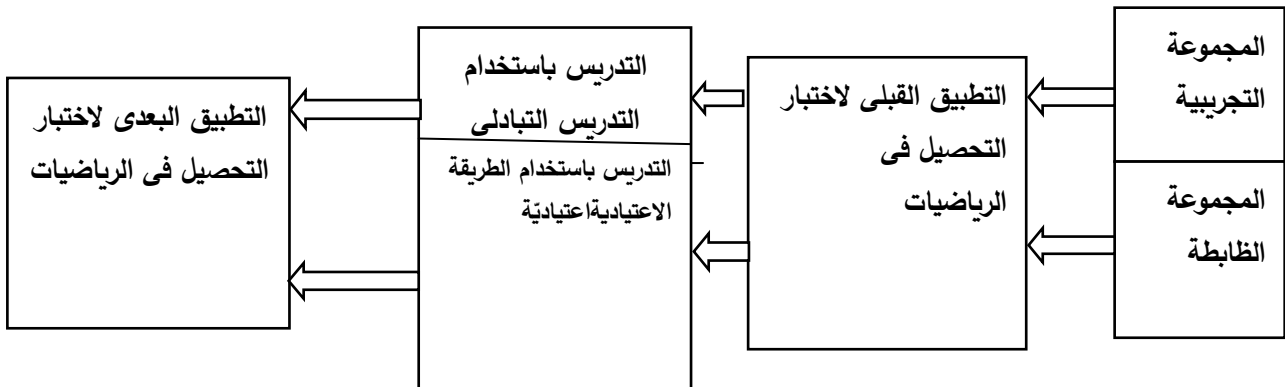 المجموعة
التجريبية
المجموعة
الظابطة
التطبيق القبلى لاختبار
التحصيل فى
الرياضيات
التدريس باستخدام
التدريس التبادلى
التدريس باستخدام الطريقة
الاعتياديةاعتياديّة
التطبيق البعدى لاختبار
التحصيل فى الرياضيات